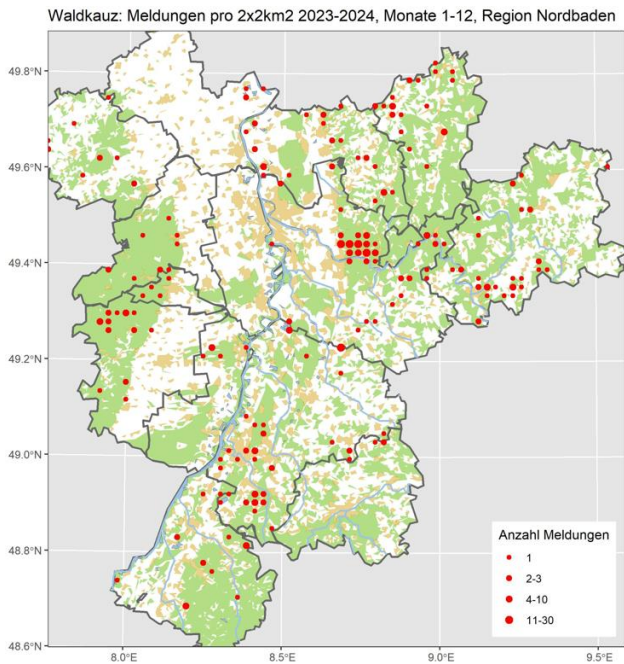 Waldkauz: Meldungen pro 2x2km2 2023-2024, Monate 1-12, Region Nordbaden
49.8°N
49.6°N
49.4°N
49.2°N
49.0°N
48.8°N
48.6°N
Anzahl Meldungen
1
2-3
4-10
11-30
8.0°E
8.5°E
9.0°E
9.5°E